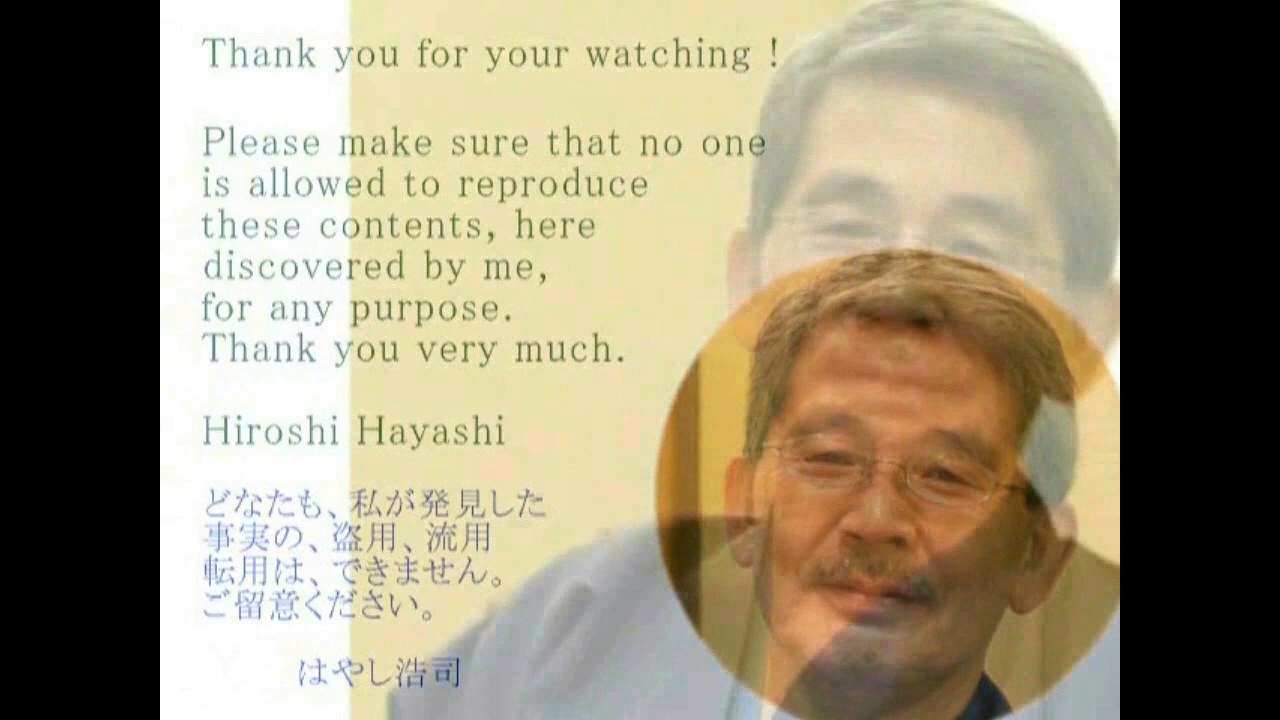 Thank you for your watching !
Please make sure that no one
is allowed to reproduce
these contents, here
discovered by me,
for any purpose.
Thank you very much.
Hiroshi Hayashi
どなたも、私が発見した
事実の、盗用、流用
転用は、できません。
ご留意ください。
はやし浩司